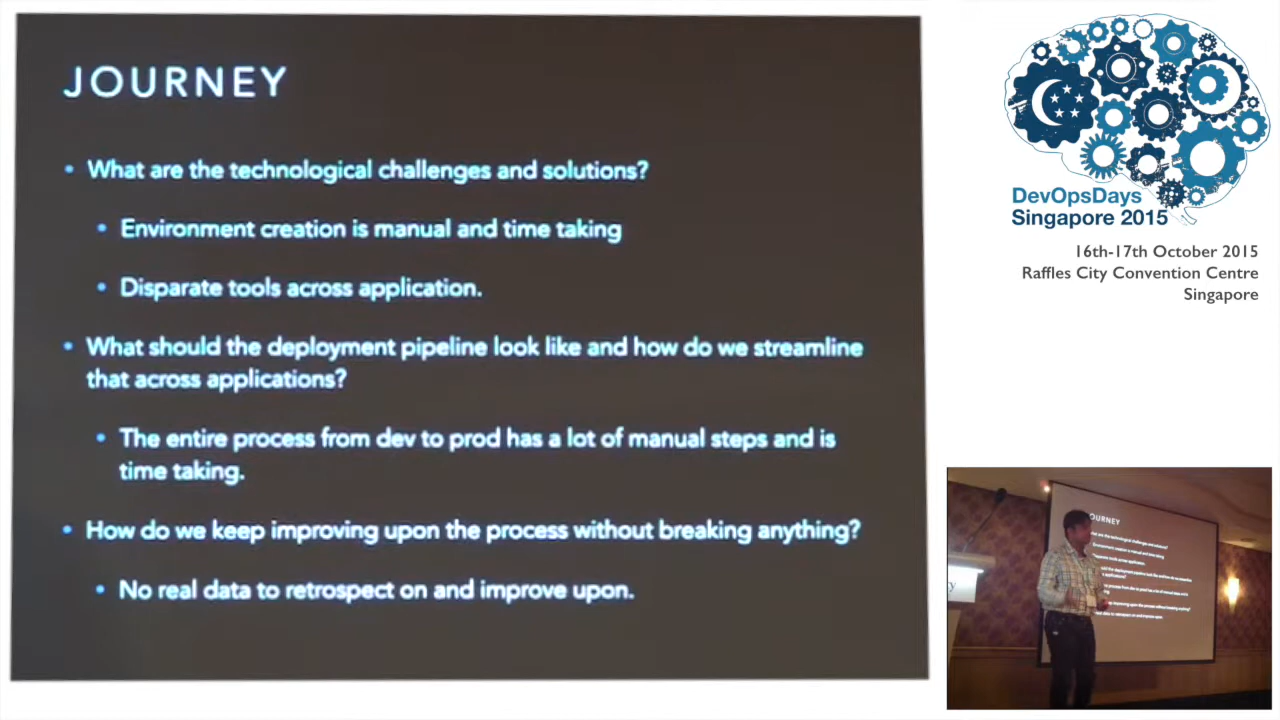 JOURNEY
• What are the technological challenges and solutions?
• Environment creation is manual and time taking
• Disparate tools across application.
• What should the deployment pipeline look like and how do we streamline
that across applications?
• The entire process from dev to prod has a lot of manual steps and is
time taking.
• How do we keep improving upon the process without breaking anything?
• No real data to retrospect on and improve upon.
DevOpsDays
Singapore 2015
16th-17th October 2015
Raffles City Convention Centre
Singapore